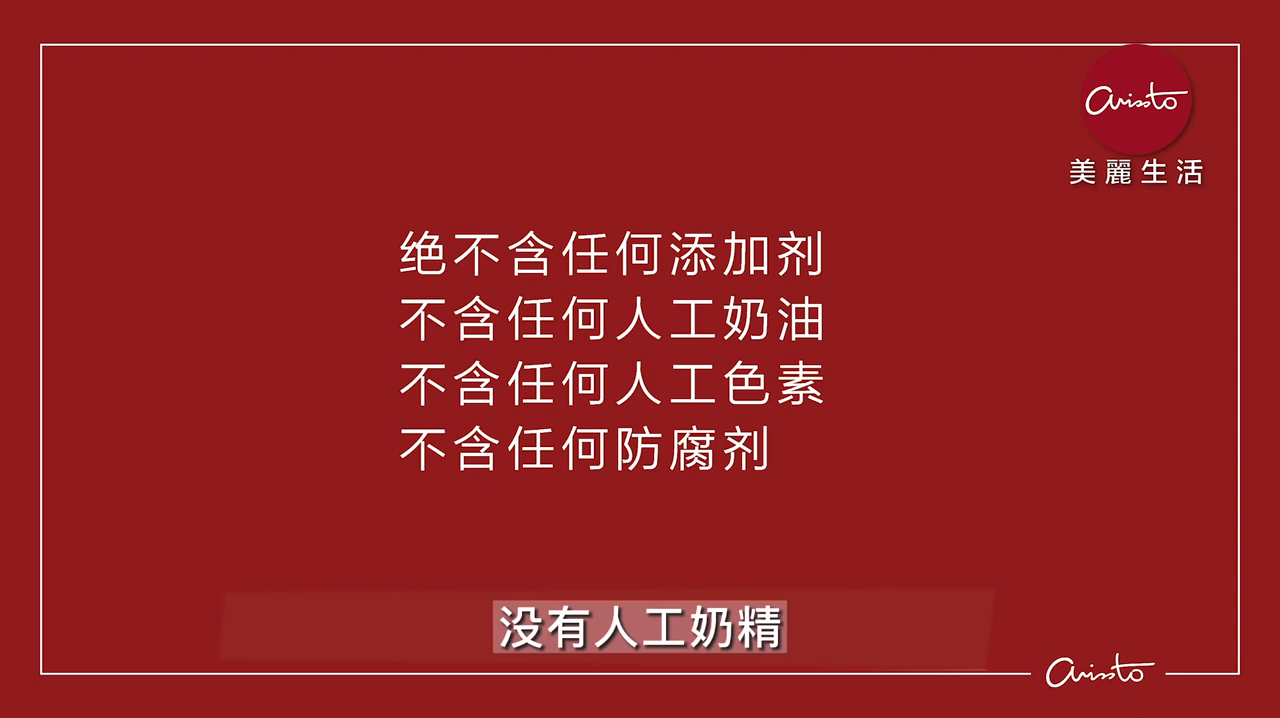 arissto
美麗生活
绝不含任何添加剂
不含任何人工奶油
不含任何人工色素
不含任何防腐剂
没有人工奶精
arissto